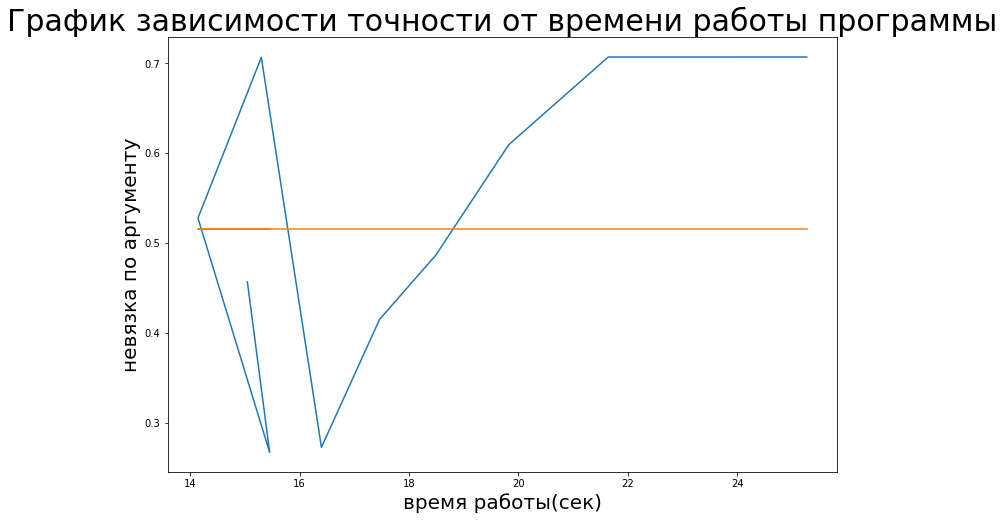 График зависимости точности от времени работы программы
невязка по аргументу
0.7
0.6
0.5
0.4
0.3
14 16 18 20 22 24
время работы(сек)